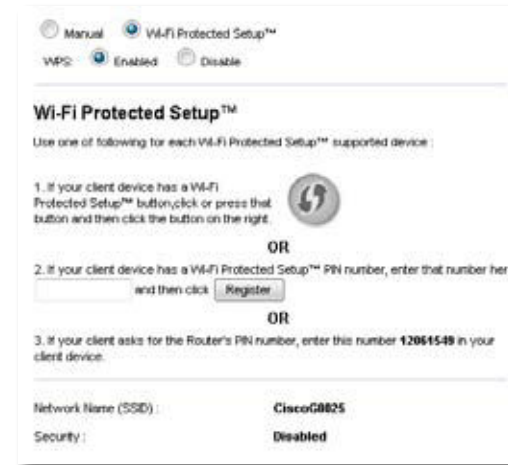 Manual Wi-Fi Protected Setup™
WPS: Enabled Disable
Wi-Fi Protected Setup™
Use one of following for each Wi-Fi Protected Setup™ supported device :
1. If your client device has a Wi-Fi
Protected Setup™ button,click or press that
button and then click the button on the right.
OR
2. If your client device has a Wi-Fi Protected Setup™ PIN number, enter that number her
and then click Register
OR
3. If your client asks for the Router's PIN number, enter this number 12061549 in your
client device.
Network Name (SSID) : CiscoG0025
Security : Disabled